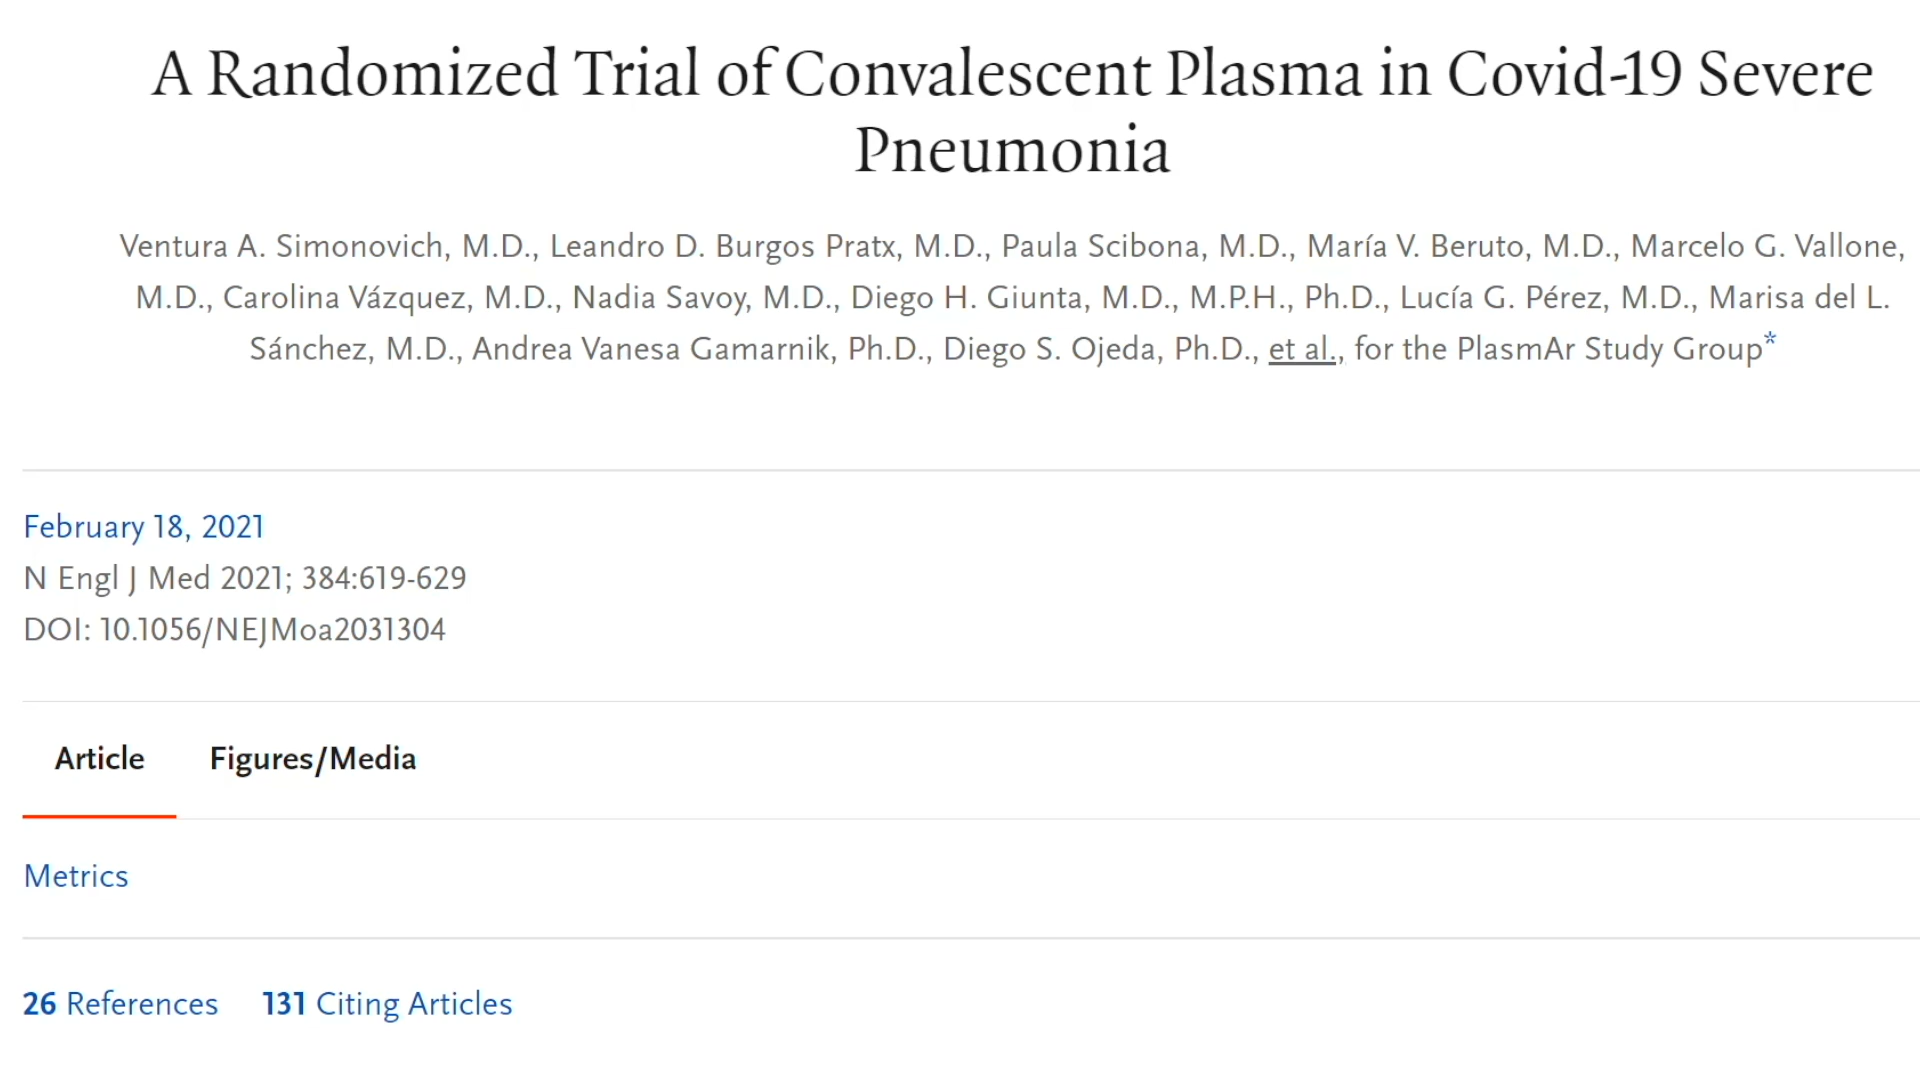 A Randomized Trial of Convalescent Plasma in Covid-19 Severe
Pneumonia
Ventura A. Simonovich, M.D., Leandro D. Burgos Pratx, M.D., Paula Scibona, M.D., María V. Beruto, M.D., Marcelo G. Vallone,
M.D., Carolina Vázquez, M.D., Nadia Savoy, M.D., Diego H. Giunta, M.D., M.P.H., Ph.D., Lucía G. Pérez, M.D., Marisa del L.
Sánchez, M.D., Andrea Vanesa Gamarnik, Ph.D., Diego S. Ojeda, Ph.D., et al., for the PlasmAr Study Group*
February 18, 2021
N Engl J Med 2021; 384:619-629
DOI: 10.1056/NEJMoa2031304
Article Figures/Media
Metrics
26 References 131 Citing Articles